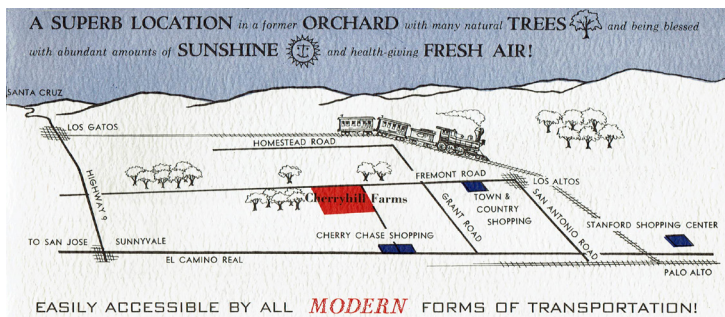 A SUPERB LOCATION in a former ORCHARD with many natural TREES and being blessed
with abundant amounts of SUNSHINE and health-giving FRESH AIR!
SANTA CRUZ
LOS GATOS
HOMESTEAD ROAD
HIGHWAY 9
FREMONT ROAD
LOS ALTOS
Cherryhill Farms
TOWN &
COUNTRY
SHOPPING
GRANT ROAD
SAN ANTONIO ROAD
STANFORD SHOPPING CENTER
CHERRY CHASE SHOPPING
TO SAN JOSE
SUNNYVALE
EL CAMINO REAL
PALO ALTO
EASILY ACCESSIBLE BY ALL MODERN FORMS OF TRANSPORTATION!